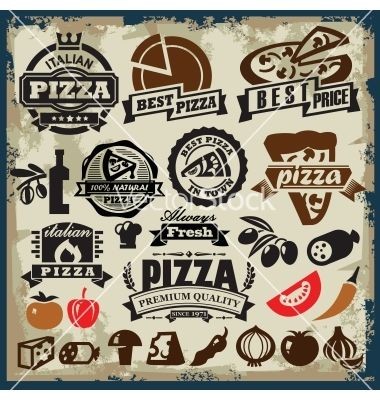 ITALIAN
PIZZA
BEST PIZZA
BEST PRICE
100% NATURAL
PIZZA
BEST PIZZA
IN TOWN
pizza
VectorStock
italian
PIZZA
Always
Fresh
PIZZA
PREMIUM QUALITY
SINCE 1971